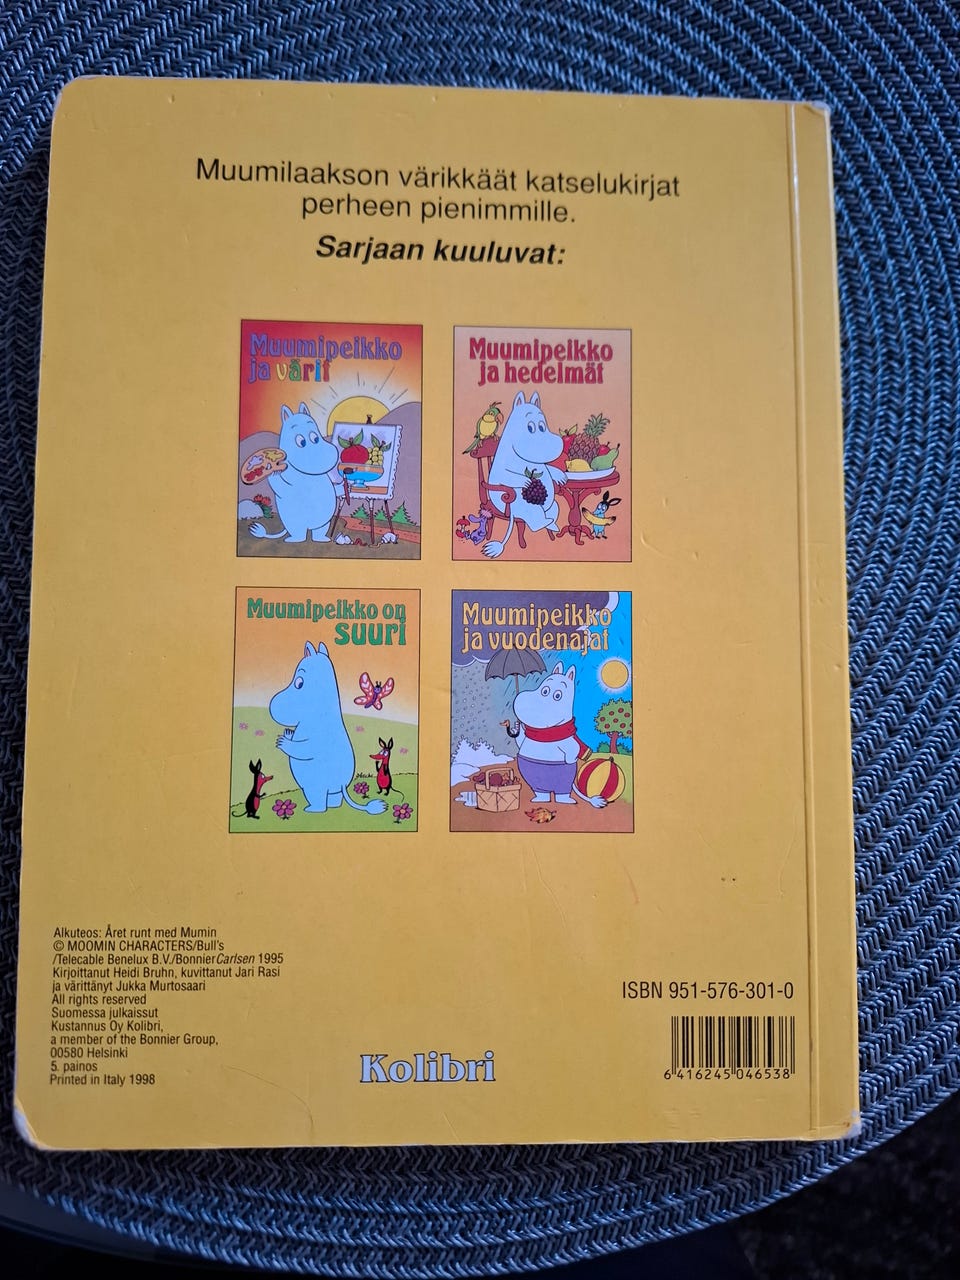 Muumilaakson värikkäät katselukirjat
perheen pienimmille.
Sarjaan kuuluvat:
Muumipeikko
ja värit
Muumipeikko
ja hedelmät
Muumipeikko on
suuri
Muumipeikko
ja vuodenajat
Alkuteos: Året runt med Mumin
© MOOMIN CHARACTERS/Bull's
/Telecable Benelux B.V./BonnierCarlsen 1995
Kirjoittanut Heidi Bruhn, kuvittanut Jari Rasi
ja värittänyt Jukka Murtosaari
All rights reserved
Suomessa julkaissut
Kustannus Oy Kolibri,
a member of the Bonnier Group,
00580 Helsinki
5. painos
Printed in Italy 1998
Kolibri
ISBN 951-576-301-0
6 416245 046538